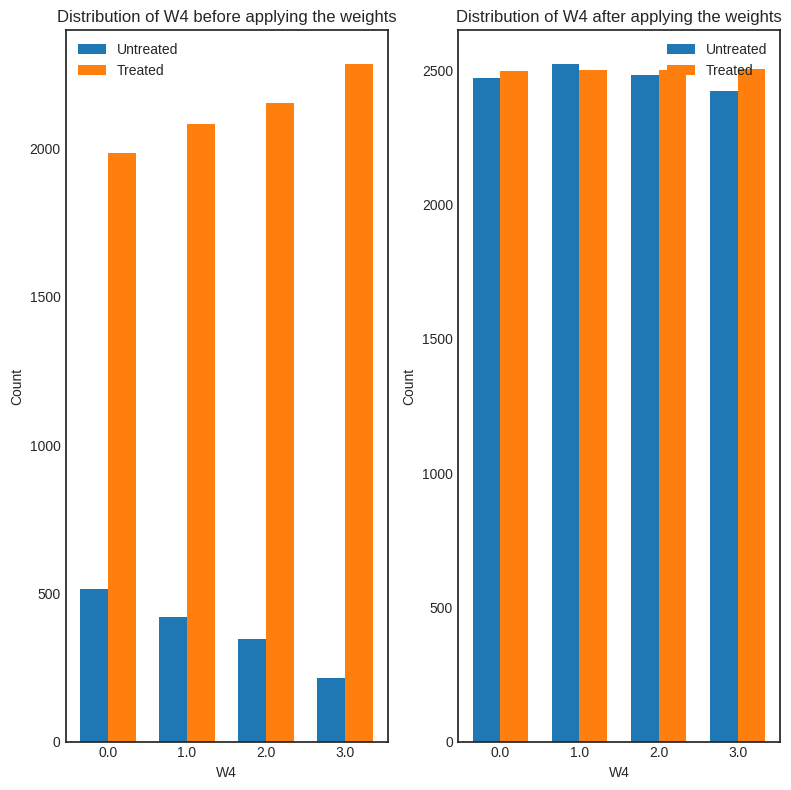 Distribution of W4 before applying the weights
Untreated
Treated
2000
1500
1000
500
0
Count
0.0 1.0 2.0 3.0
W4
Distribution of W4 after applying the weights
Untreated
Treated
2500
2000
1500
1000
500
0
Count
0.0 1.0 2.0 3.0
W4